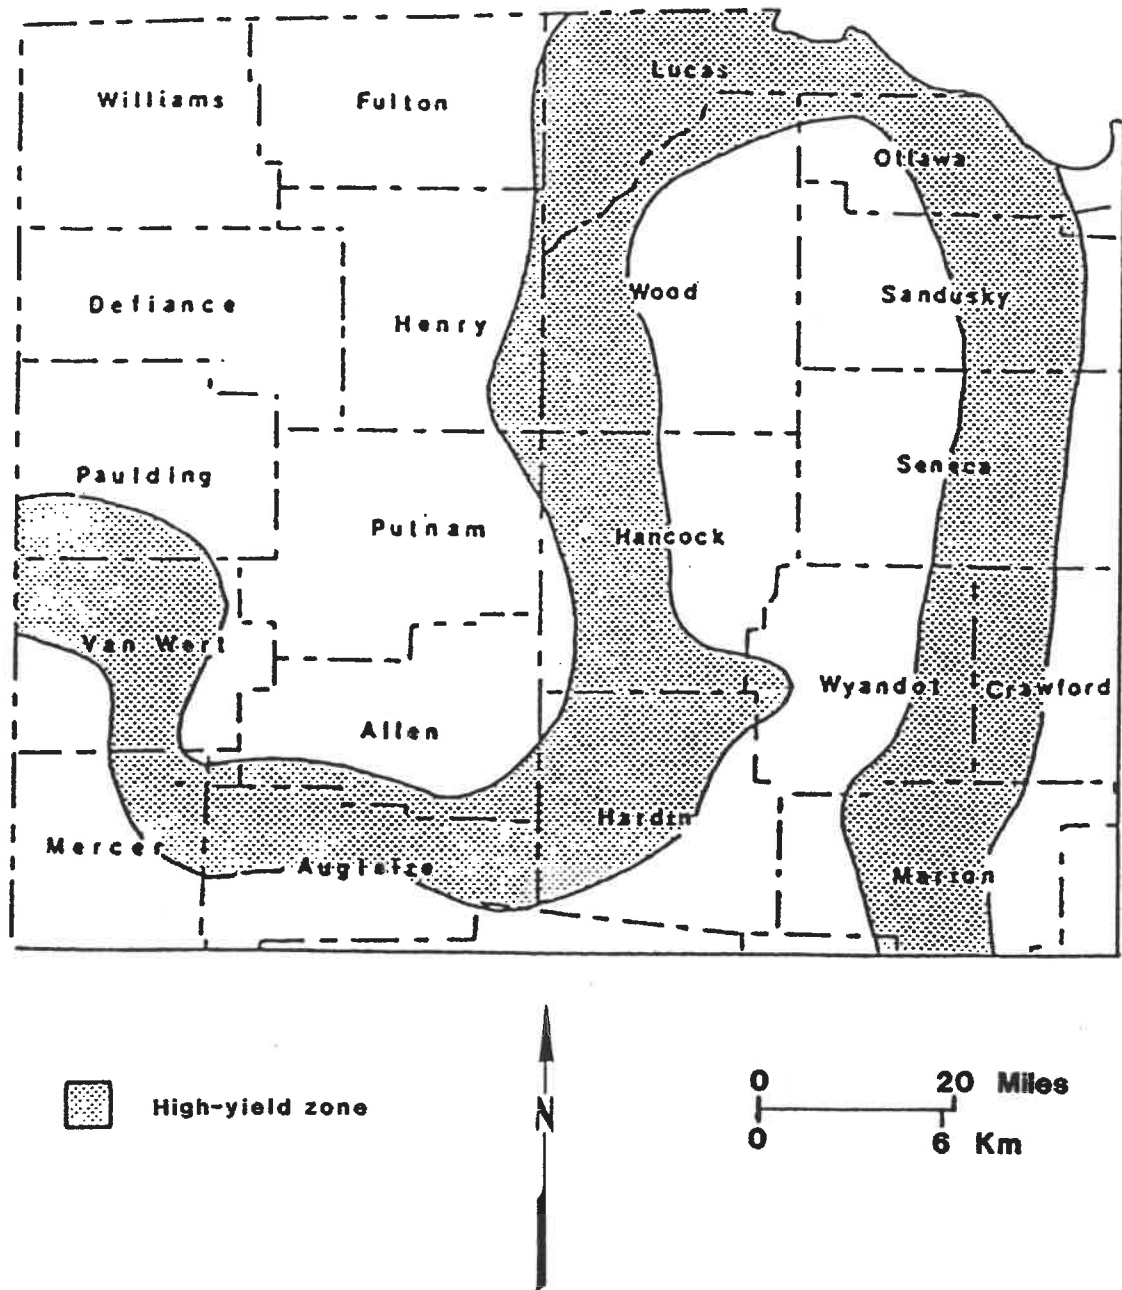 Lucas
Williams
Fulton
Ottawa
Wood
Sandusky
Defiance
Henry
Seneca
Paulding
Putnam
Hancock
Van Wert
Wyandot
Crawford
Allen
Hardin
Mercer
Auglaize
Marion
High-yield zone
N
0 20 Miles
0 6 Km